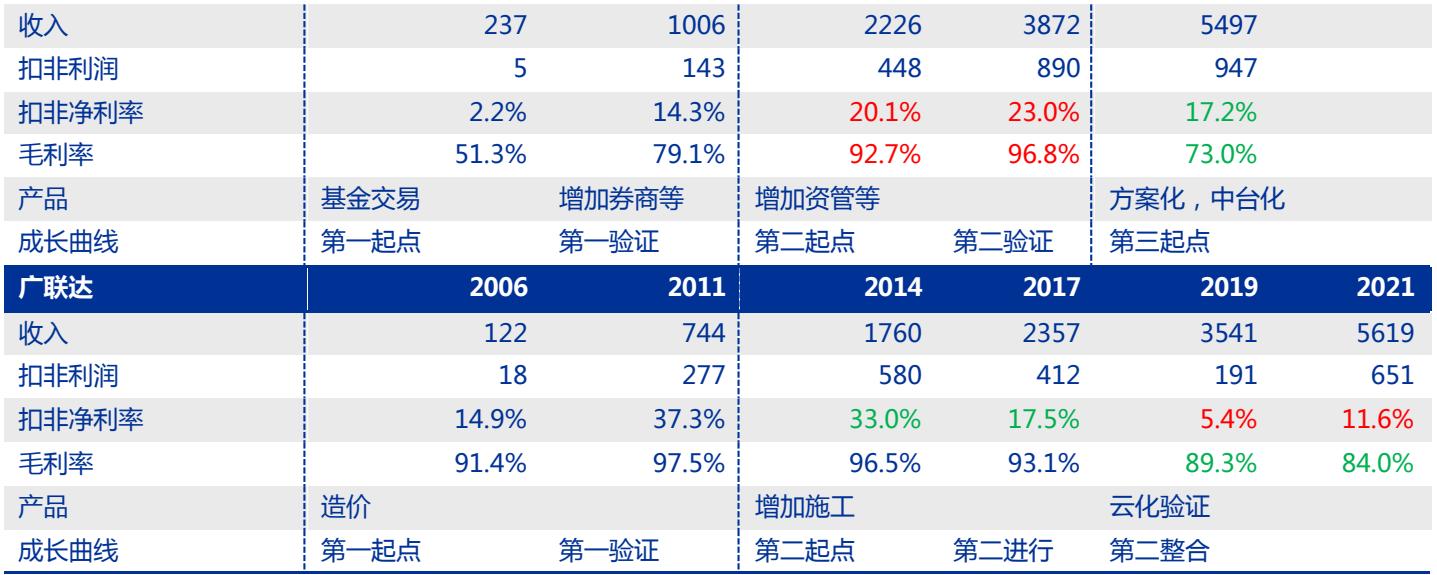 收入 237 1006 2226 3872 5497
扣非利润 5 143 448 890 947
扣非净利率 2.2% 14.3% 20.1% 23.0% 17.2%
毛利率 51.3% 79.1% 92.7% 96.8% 73.0%
产品 基金交易 增加券商等 增加资管等 方案化，中台化
成长曲线 第一起点 第一验证 第二起点 第二验证 第三起点
广联达 2006 2011 2014 2017 2019 2021
收入 122 744 1760 2357 3541 5619
扣非利润 18 277 580 412 191 651
扣非净利率 14.9% 37.3% 33.0% 17.5% 5.4% 11.6%
毛利率 91.4% 97.5% 96.5% 93.1% 89.3% 84.0%
产品 造价 增加施工 云化验证
成长曲线 第一起点 第一验证 第二起点 第二进行 第二整合